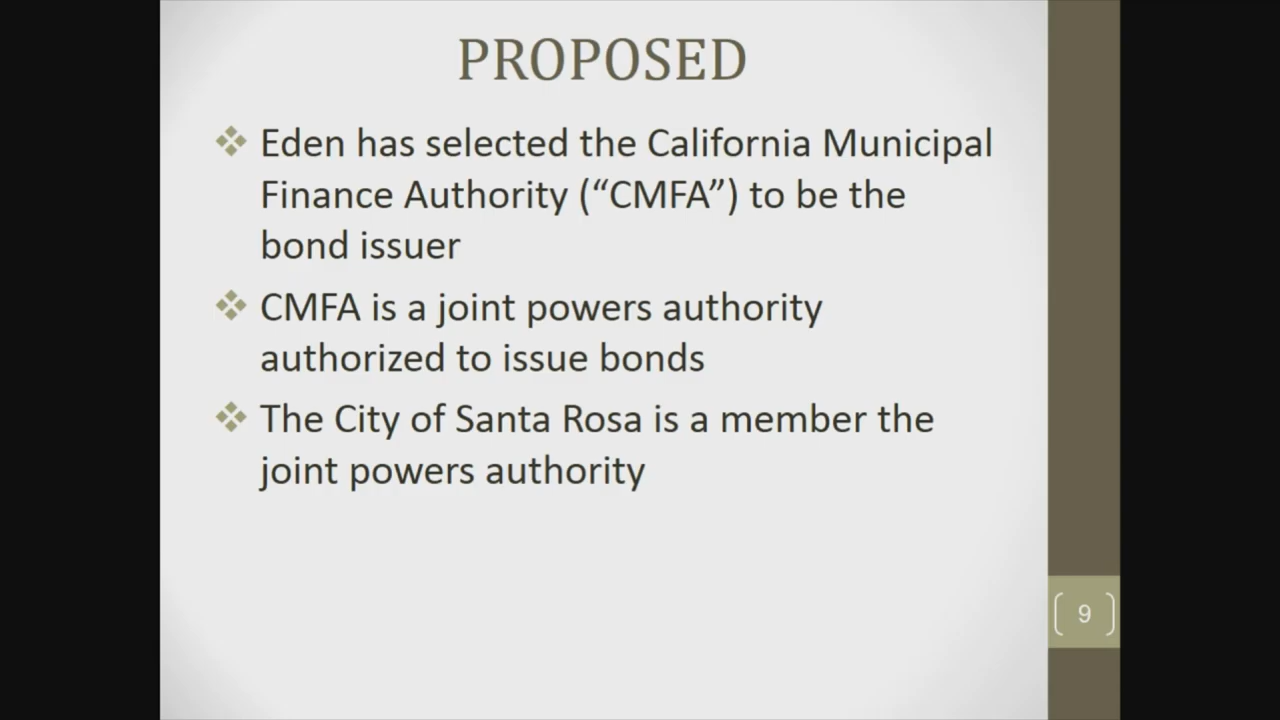 PROPOSED
Eden has selected the California Municipal
Finance Authority (“CMFA”) to be the
bond issuer
CMFA is a joint powers authority
authorized to issue bonds
The City of Santa Rosa is a member the
joint powers authority
9